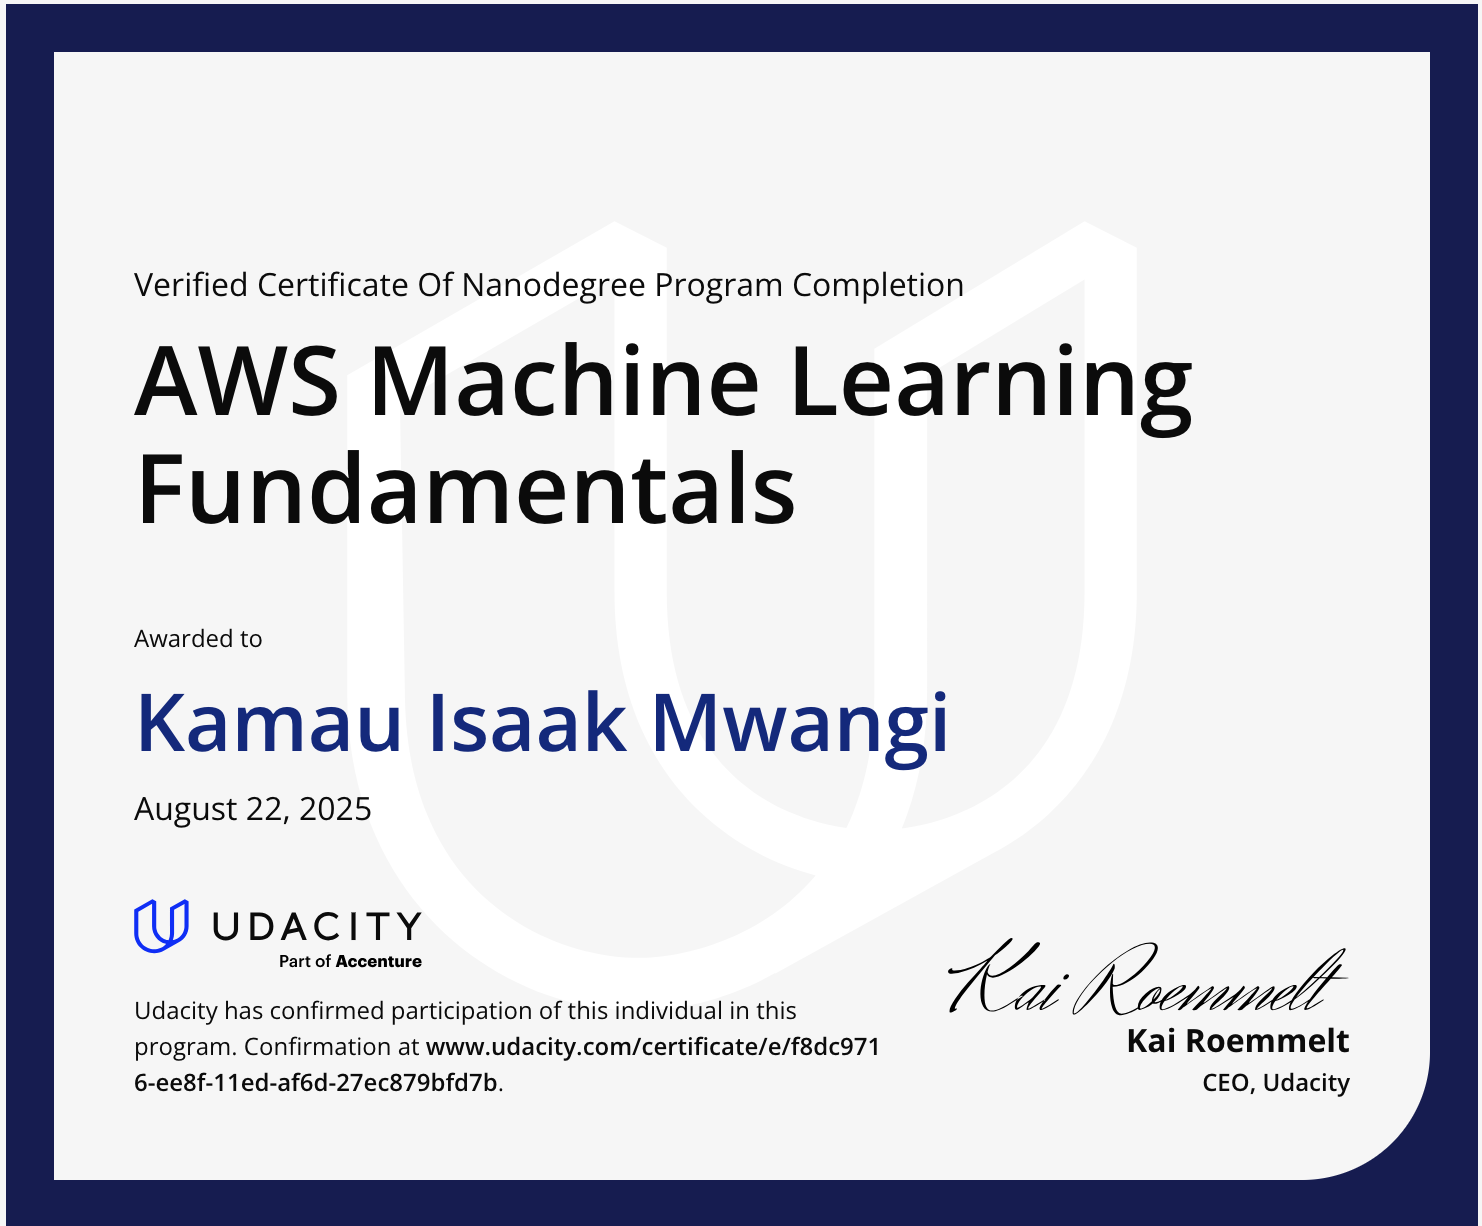 Verified Certificate Of Nanodegree Program Completion
AWS Machine Learning
Fundamentals
Awarded to
Kamau Isaak Mwangi
August 22, 2025
UDACITY
Part of Accenture
Udacity has confirmed participation of this individual in this
program. Confirmation at www.udacity.com/certificate/e/f8dc971
6-ee8f-11ed-af6d-27ec879bfd7b.
Kai Roemmelt
Kai Roemmelt
CEO, Udacity